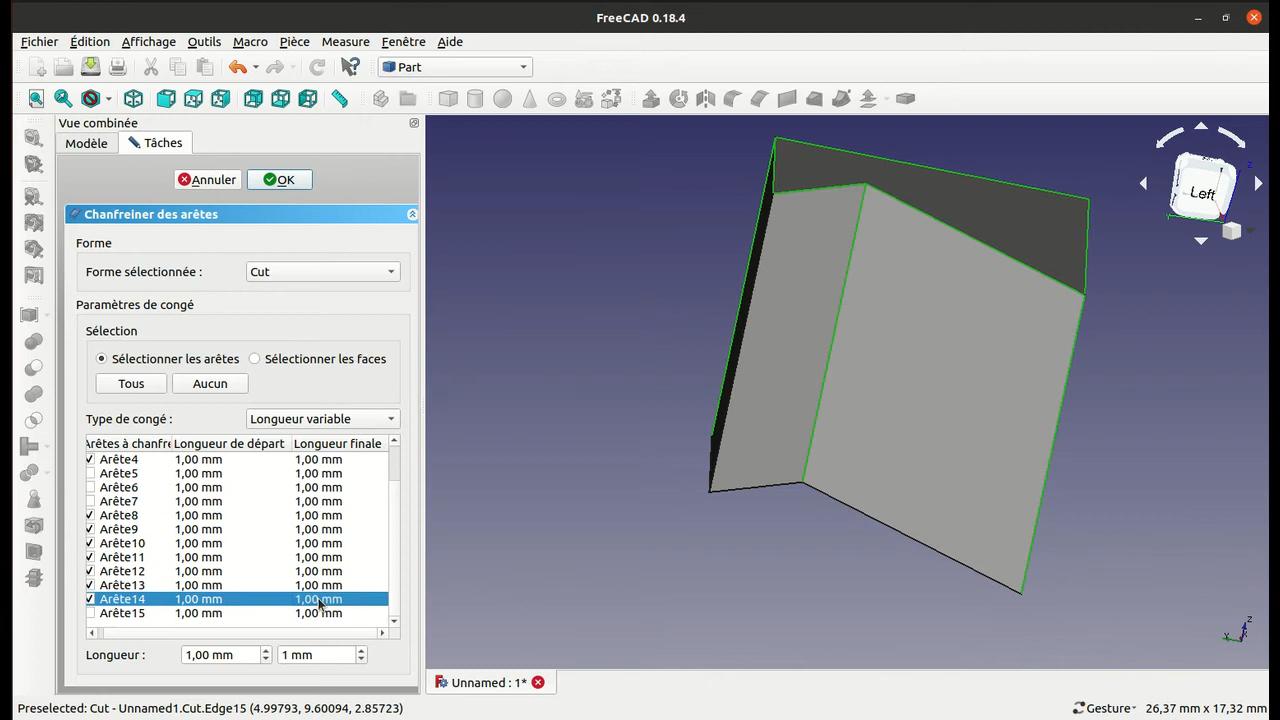 FreeCAD 0.18.4
Fichier Édition Affichage Outils Macro Pièce Measure Fenêtre Aide
Part
Vue combinée
Modèle Tâches
Annuler OK
Chanfreiner des arêtes
Forme
Forme sélectionnée : Cut
Paramètres de congé
Sélection
Sélectionner les arêtes Sélectionner les faces
Tous Aucun
Type de congé : Longueur variable
Arêtes à chanfre Longueur de départ Longueur finale
Arête4 1,00 mm 1,00 mm
Arête5 1,00 mm 1,00 mm
Arête6 1,00 mm 1,00 mm
Arête7 1,00 mm 1,00 mm
Arête8 1,00 mm 1,00 mm
Arête9 1,00 mm 1,00 mm
Arête10 1,00 mm 1,00 mm
Arête11 1,00 mm 1,00 mm
Arête12 1,00 mm 1,00 mm
Arête13 1,00 mm 1,00 mm
Arête14 1,00 mm 1,00 mm
Arête15 1,00 mm 1,00 mm
Longueur : 1,00 mm 1 mm
Left
Z
Unnamed : 1*
Preselected: Cut - Unnamed1.Cut.Edge15 (4.99793, 9.60094, 2.85723)
Gesture 26,37 mm x 17,32 mm